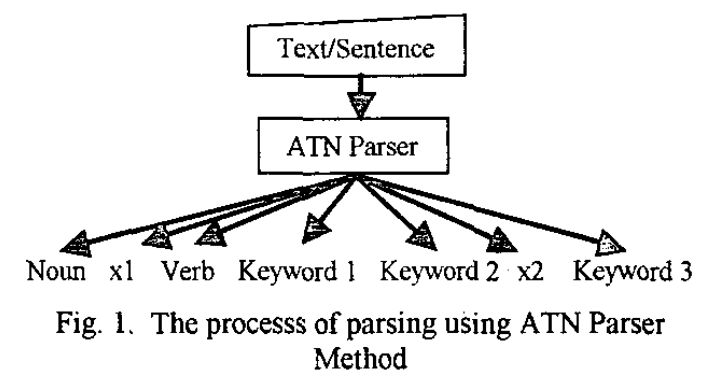 Text/Sentence
ATN Parser
Noun x1 Verb Keyword 1 Keyword 2 x2 Keyword 3
Fig. 1. The processs of parsing using ATN Parser
Method